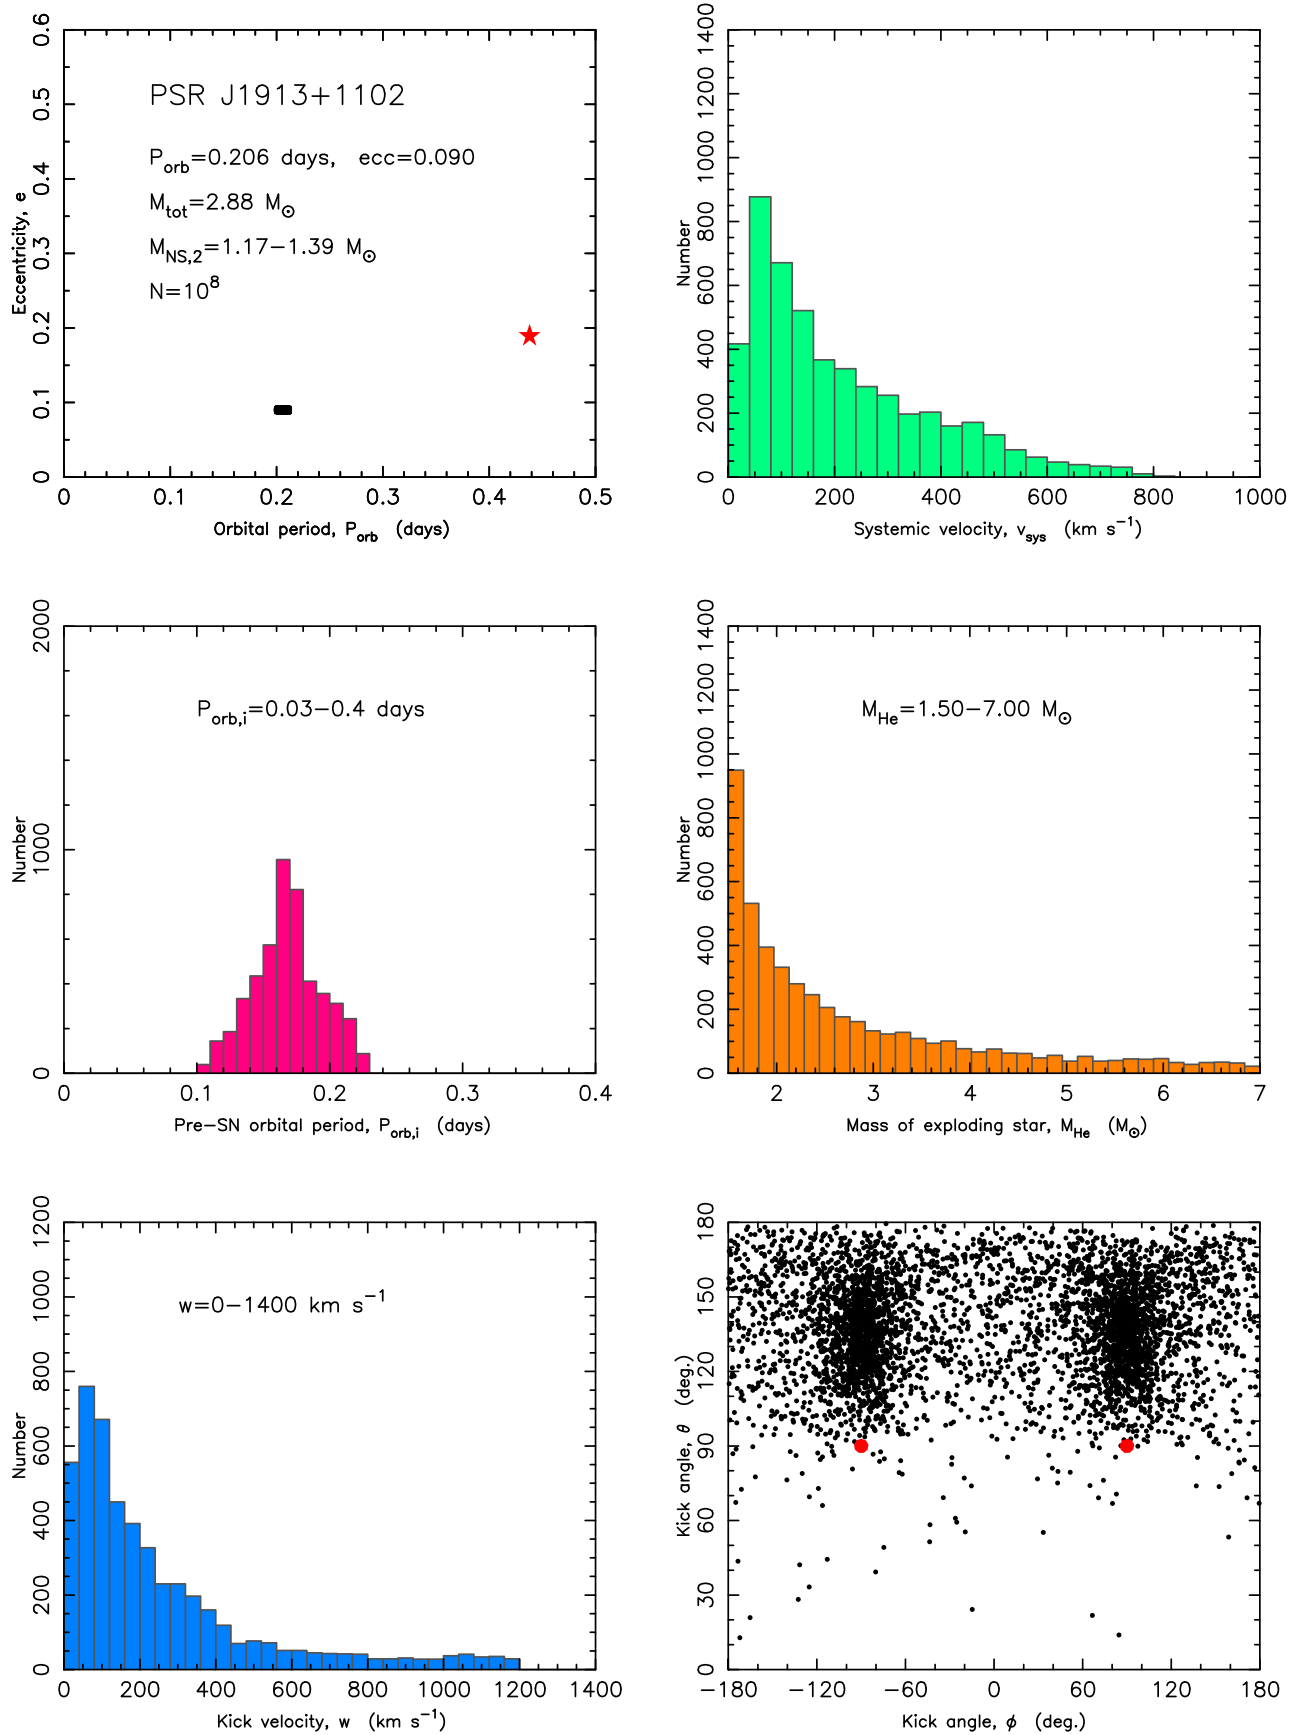 PSR J1913+1102
P_orb=0.206 days, ecc=0.090
M_tot=2.88 M⊙
M_NS,2=1.17−1.39 M⊙
N=10^8
Eccentricity, e
0 0.1 0.2 0.3 0.4 0.5 0.6
0 0.1 0.2 0.3 0.4 0.5
Orbital period, P_orb (days)
Number
0 200 400 600 800 1000 1200 1400
0 200 400 600 800 1000
Systemic velocity, v_sys (km s^−1)
P_orb,i=0.03−0.4 days
Number
0 1000 2000
0 0.1 0.2 0.3 0.4
Pre−SN orbital period, P_orb,i (days)
M_He=1.50−7.00 M⊙
Number
0 200 400 600 800 1000 1200 1400
2 3 4 5 6 7
Mass of exploding star, M_He (M⊙)
w=0−1400 km s^−1
Number
0 200 400 600 800 1000 1200
0 200 400 600 800 1000 1200 1400
Kick velocity, w (km s^−1)
Kick angle, θ (deg.)
0 30 60 90 120 150 180
−180 −120 −60 0 60 120 180
Kick angle, ϕ (deg.)